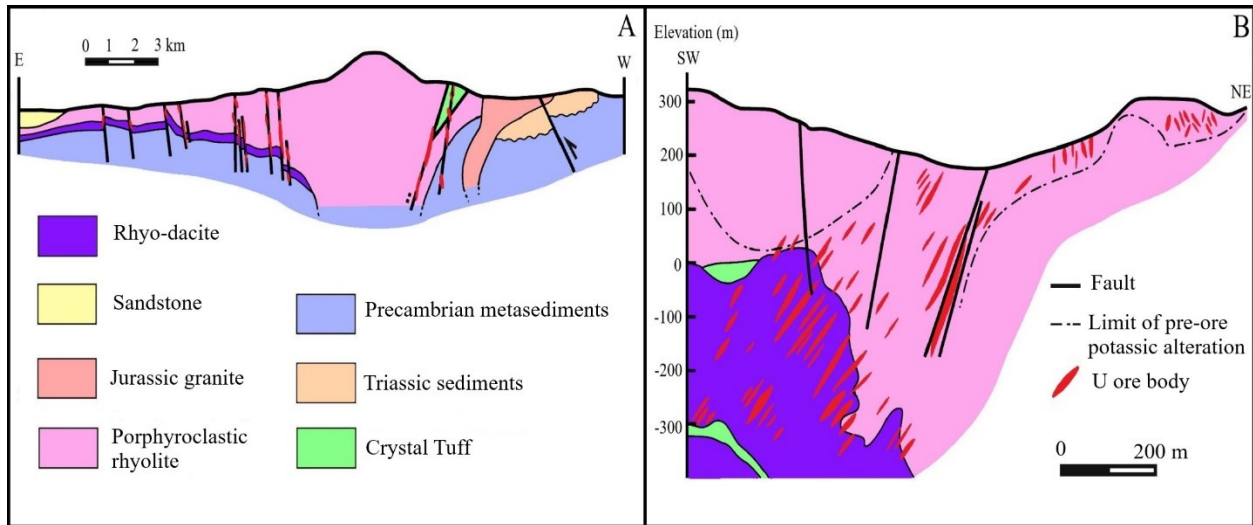 A
0 1 2 3 km
E
W
Rhyo-dacite
Sandstone
Jurassic granite
Porphyroclastic
rhyolite
Precambrian metasediments
Triassic sediments
Crystal Tuff
B
Elevation (m)
SW
NE
300
200
100
0
-100
-200
-300
Fault
Limit of pre-ore
potassic alteration
U ore body
0 200 m